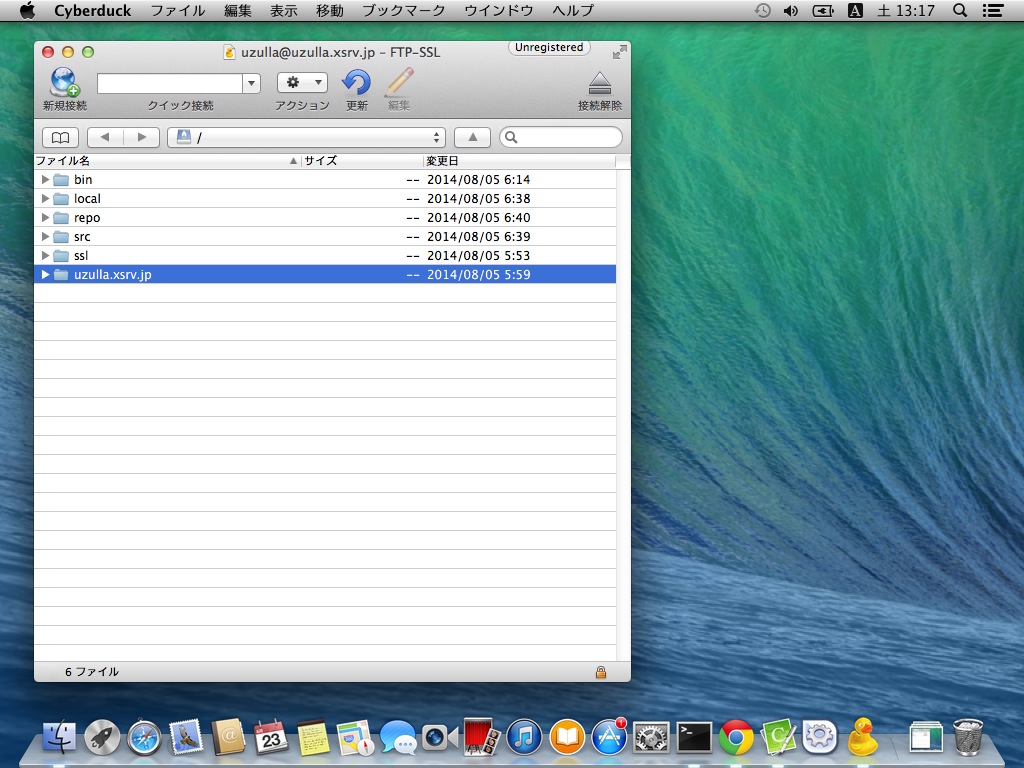 Cyberduck ファイル 編集 表示 移動 ブックマーク ウインドウ ヘルプ A 土 13:17
uzulla@uzulla.xsrv.jp – FTP-SSL Unregistered
新規接続 クイック接続 アクション 更新 編集 接続解除
/
ファイル名 サイズ 変更日
bin -- 2014/08/05 6:14
local -- 2014/08/05 6:38
repo -- 2014/08/05 6:40
src -- 2014/08/05 6:39
ssl -- 2014/08/05 5:53
uzulla.xsrv.jp -- 2014/08/05 5:59
6 ファイル
23
1